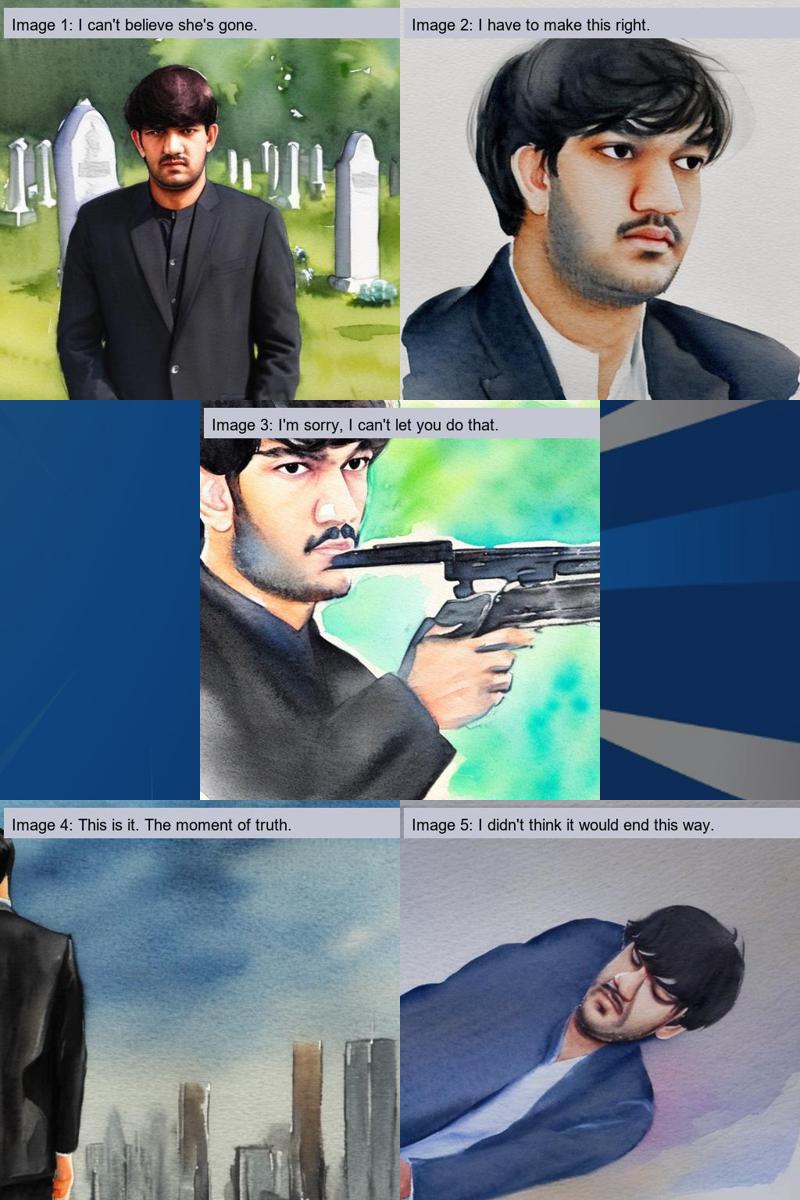 Image 1: I can't believe she's gone.
Image 2: I have to make this right.
Image 3: I'm sorry, I can't let you do that.
Image 4: This is it. The moment of truth.
Image 5: I didn't think it would end this way.